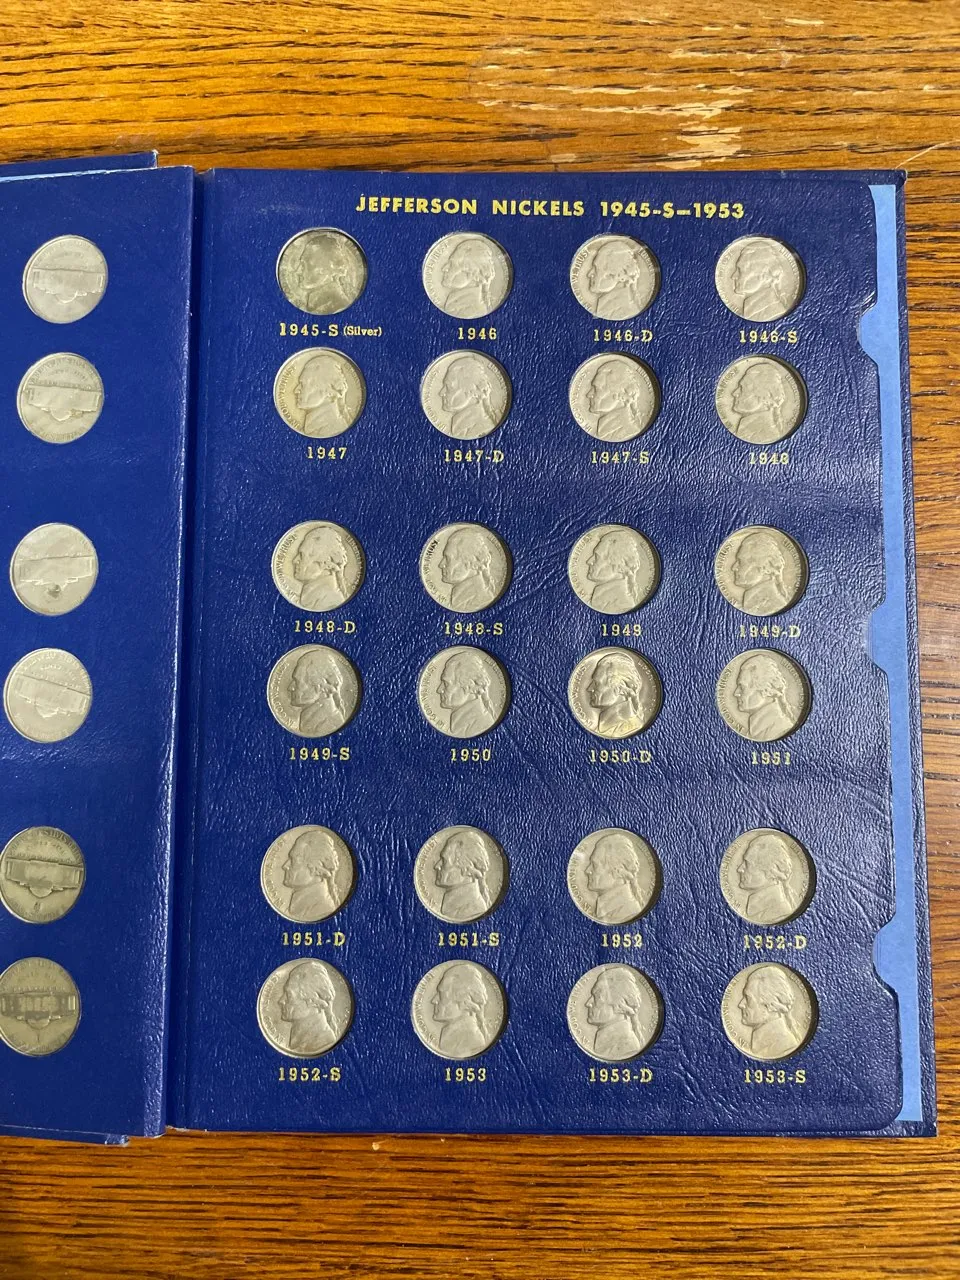 JEFFERSON NICKELS 1945-S—1953
1945-S (Silver) 1946 1946-D 1946-S
1947 1947-D 1947-S 1948
1948-D 1948-S 1949 1949-D
1949-S 1950 1950-D 1951
1951-D 1951-S 1952 1952-D
1952-S 1953 1953-D 1953-S